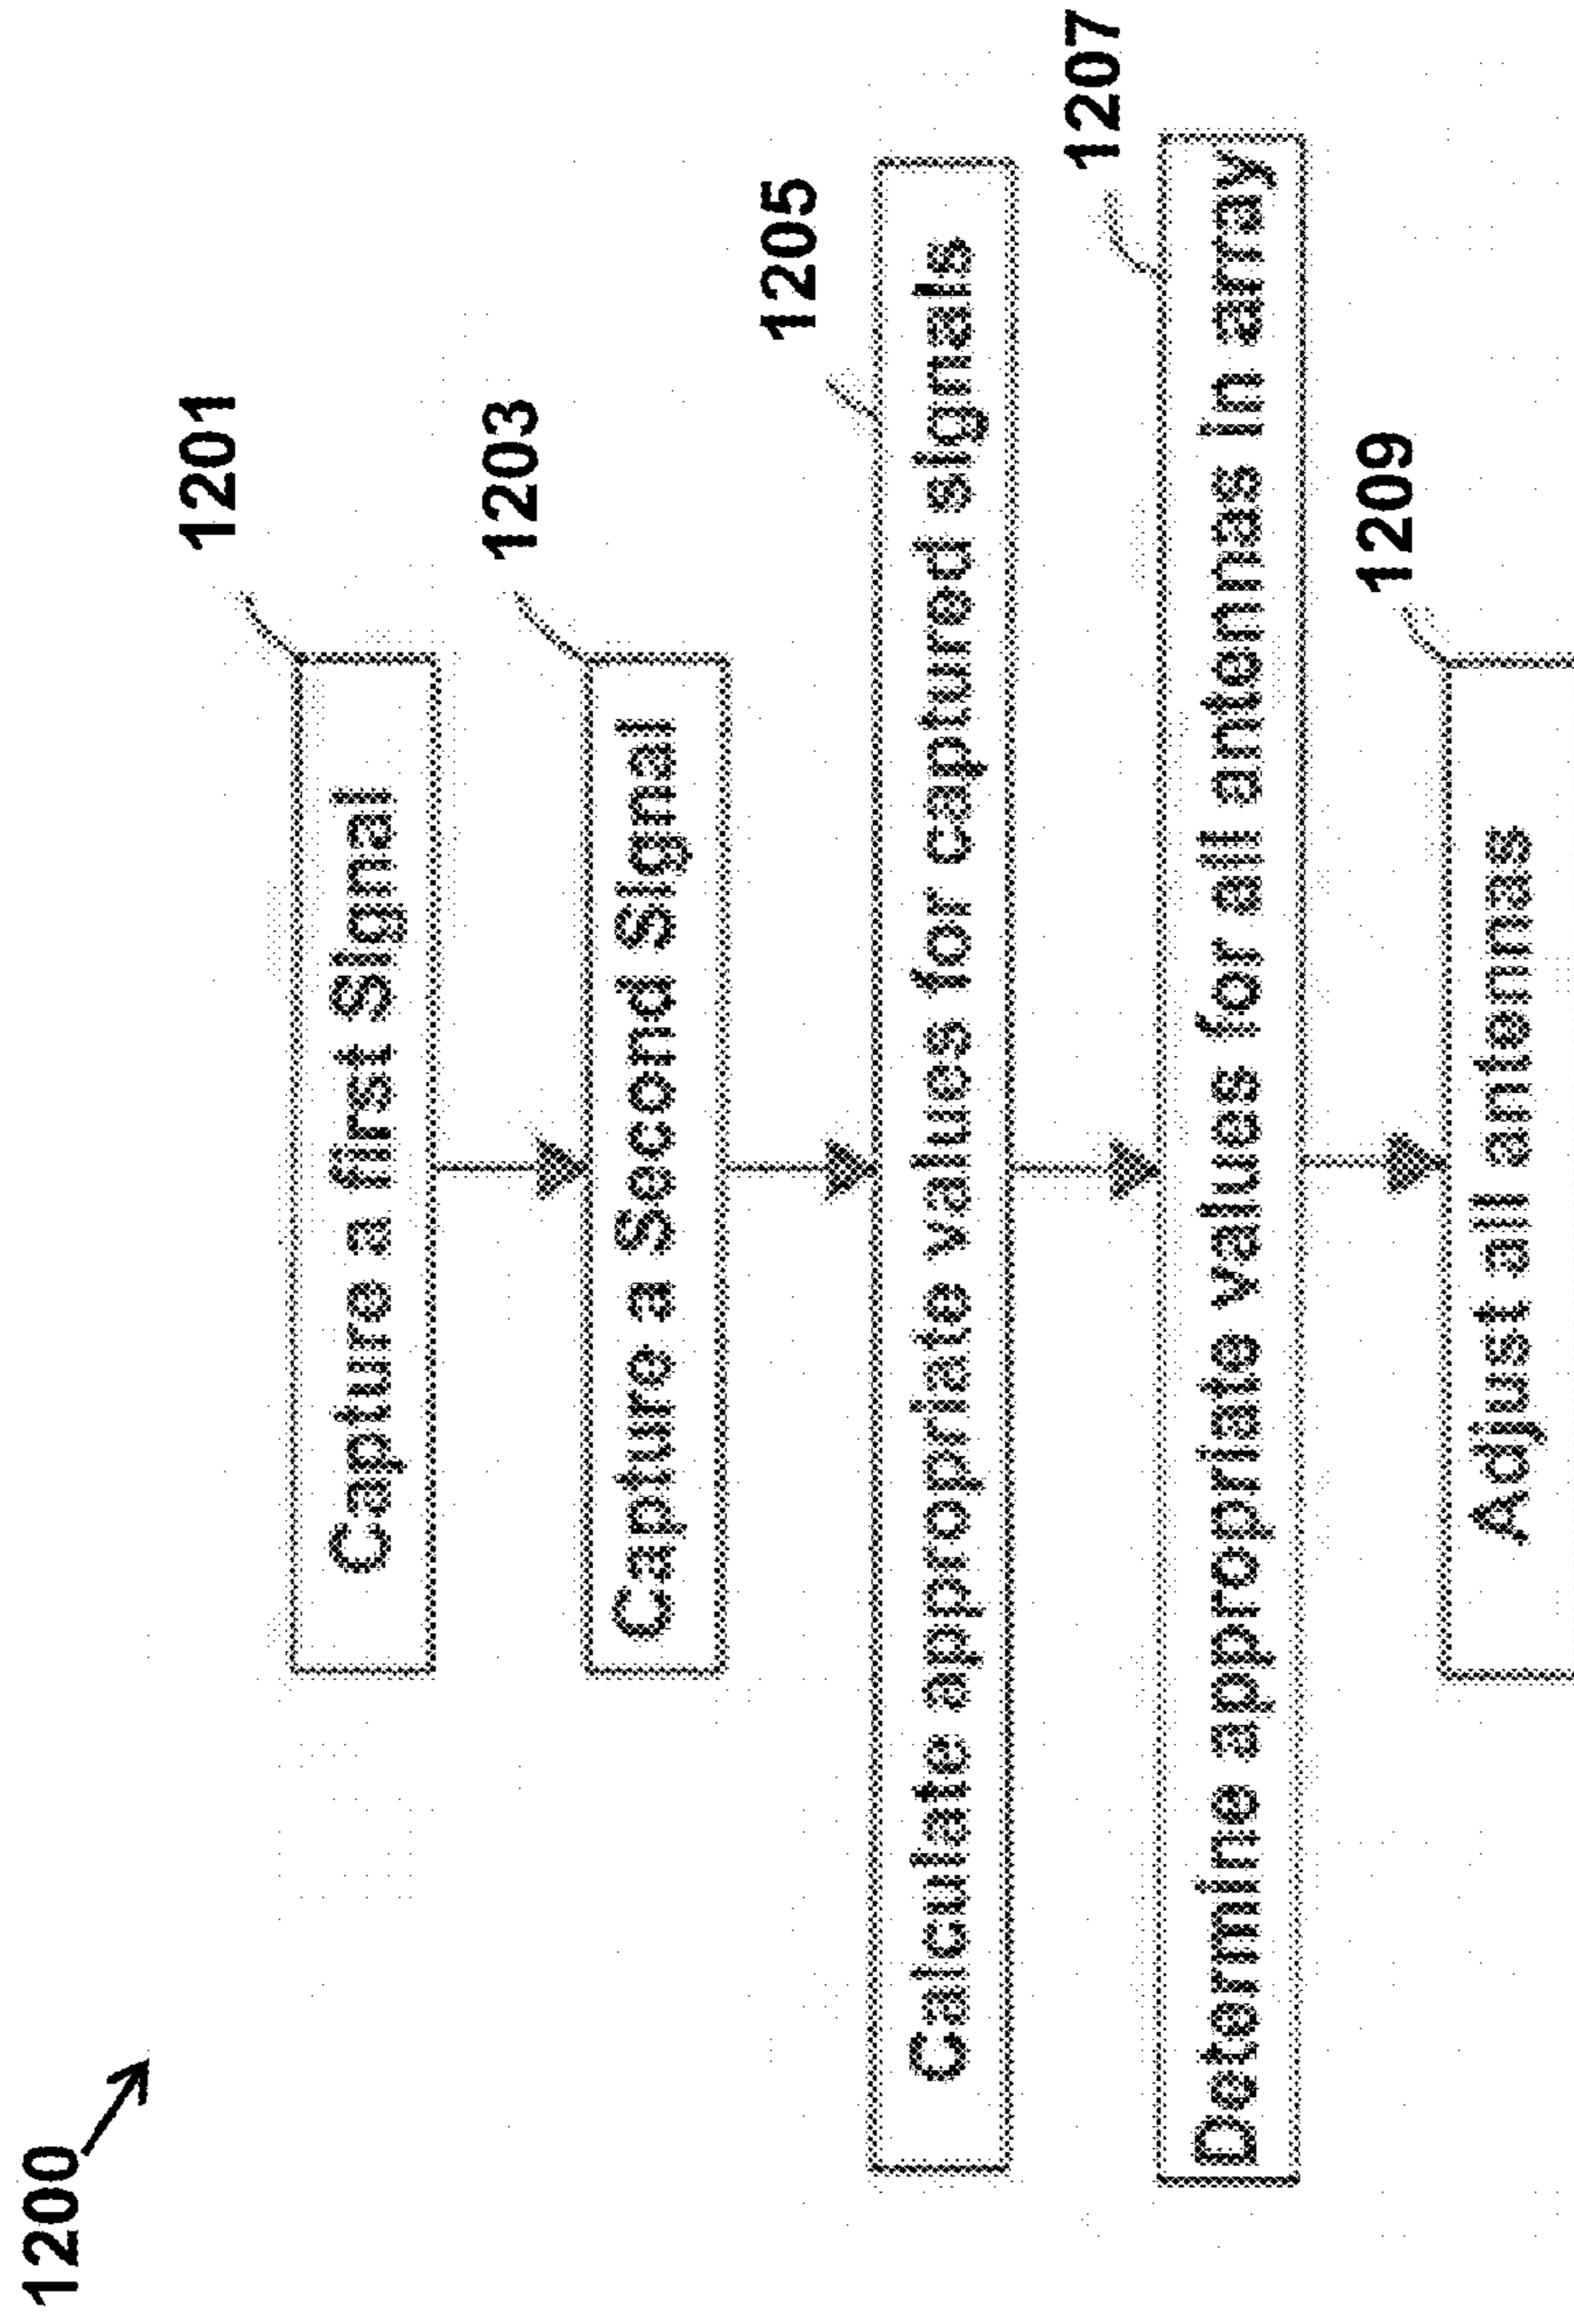 1200
1201
Capture a first Signal
1203
Capture a Second Signal
1205
Calculate appropriate values for captured signals
1207
Determine appropriate values for all antennas in array
1209
Adjust all antennas